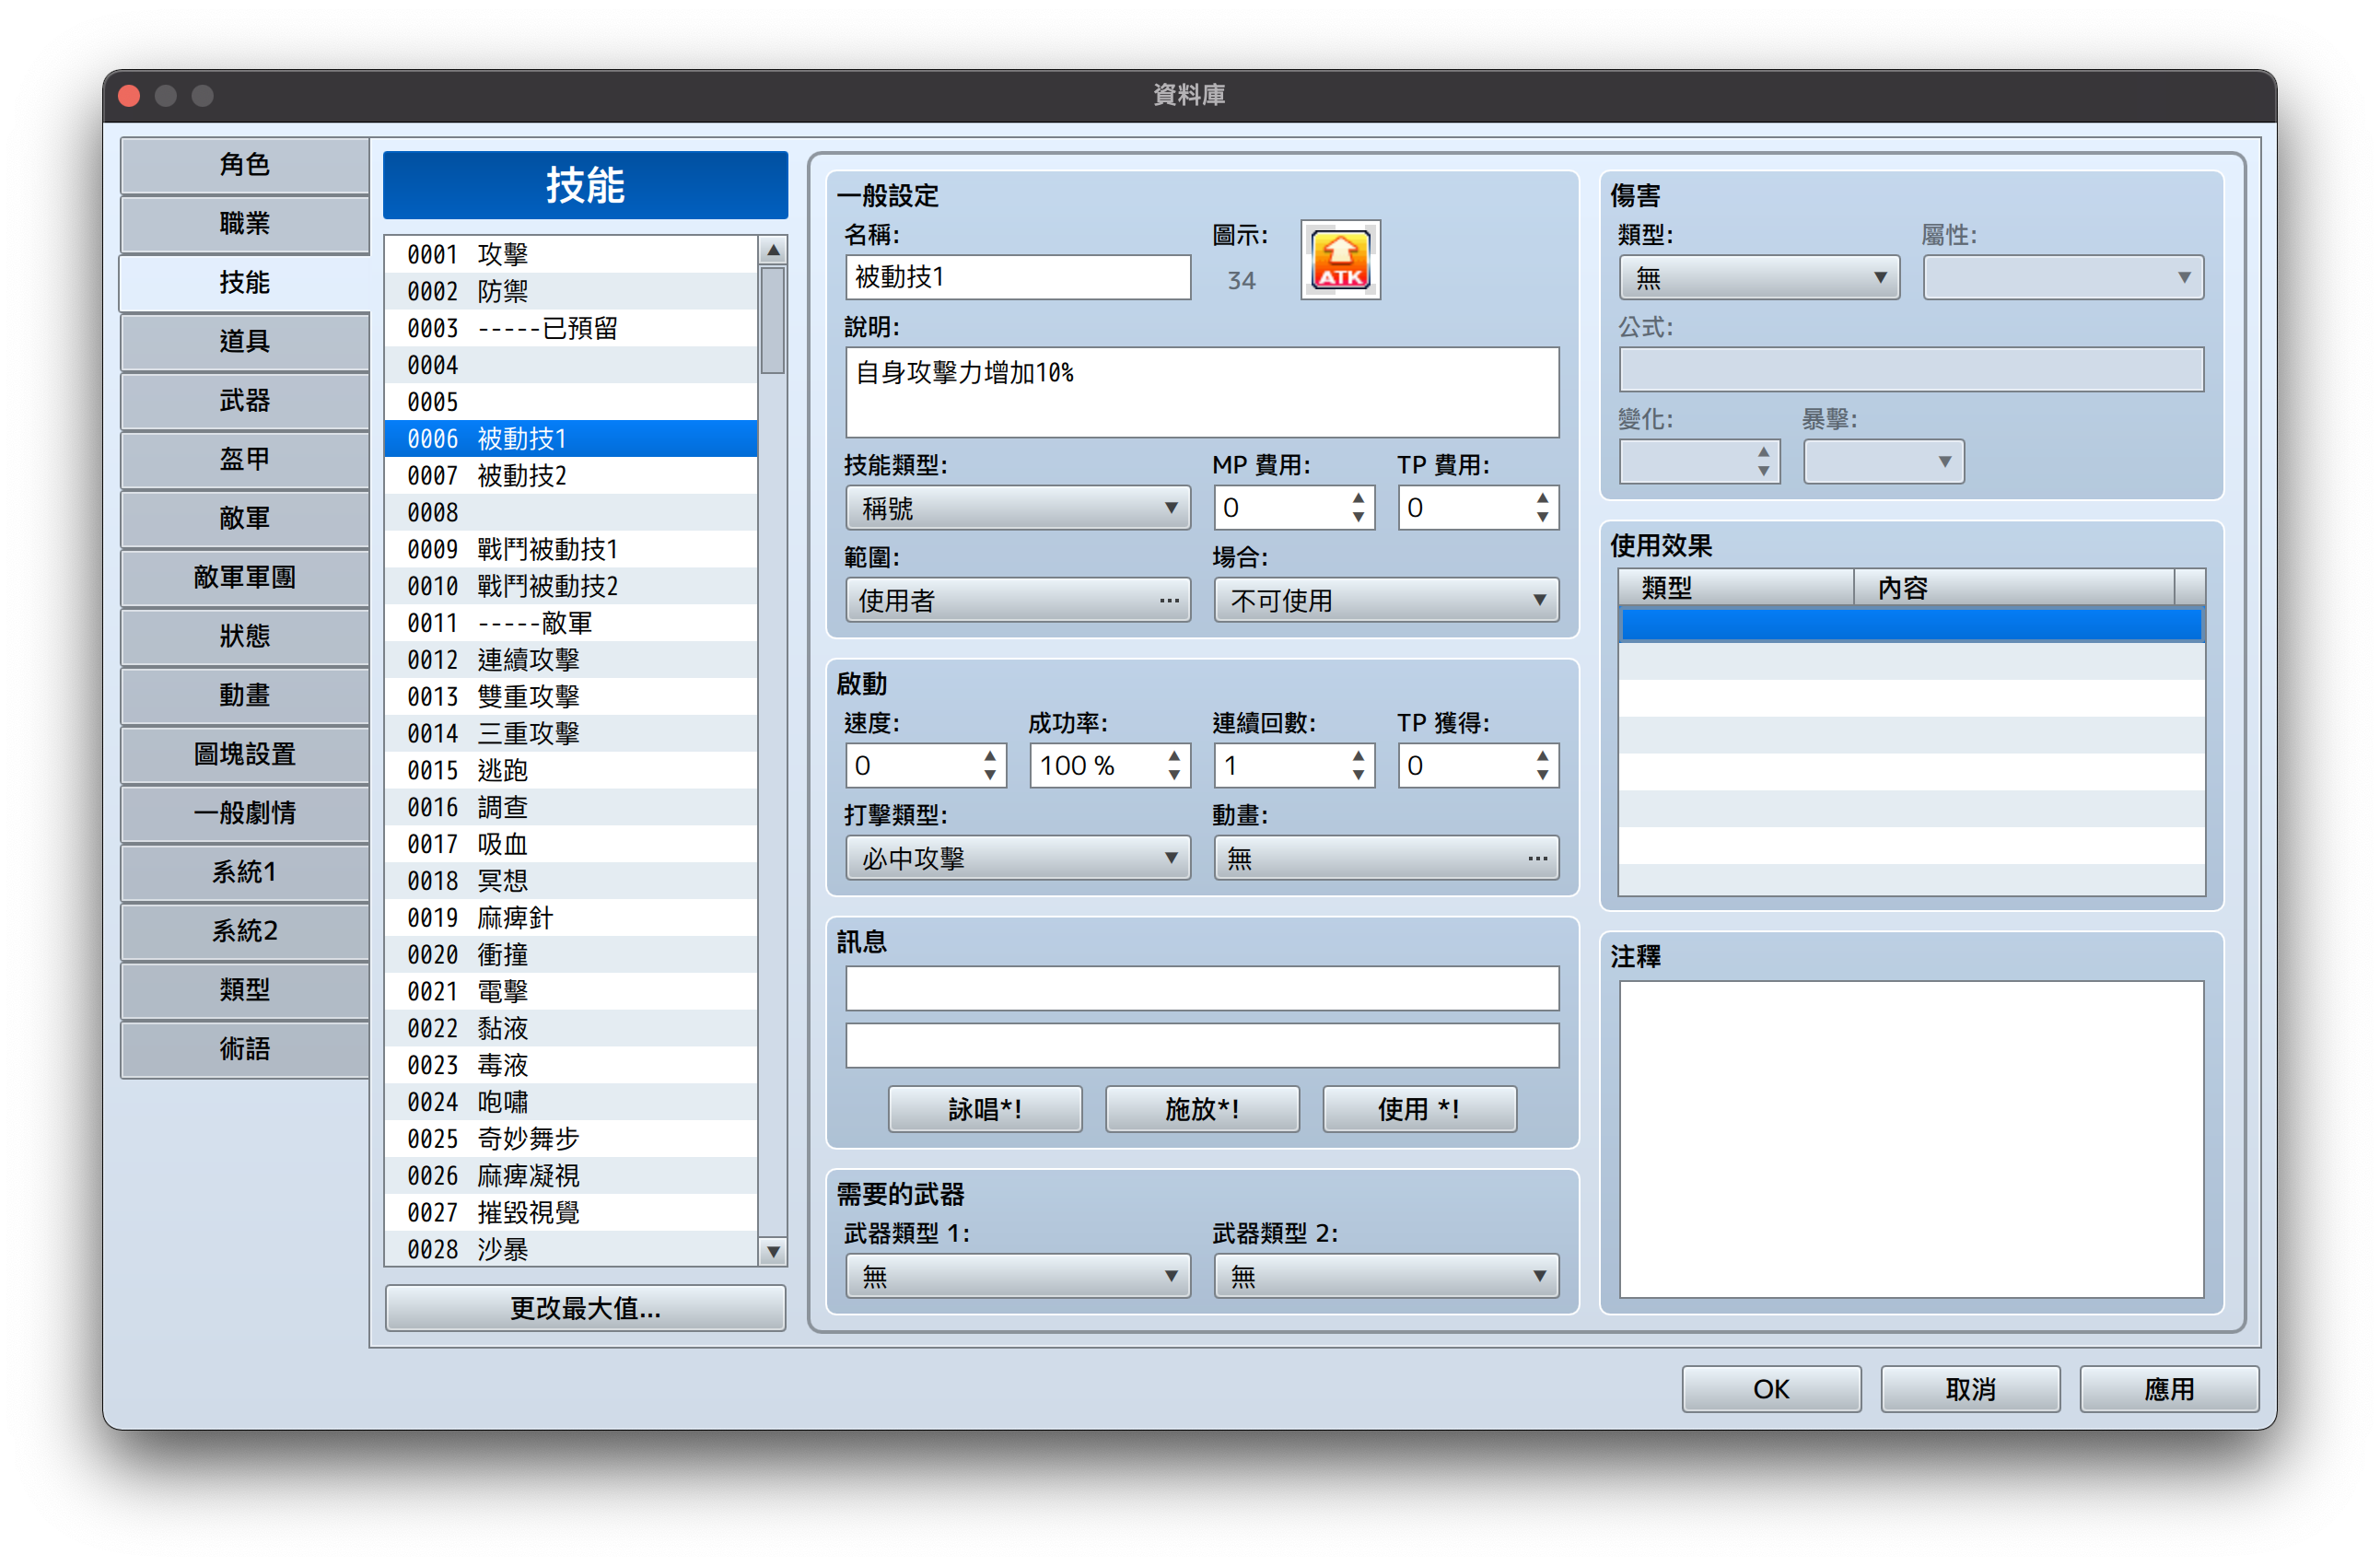 資料庫
角色
職業
技能
道具
武器
盔甲
敵軍
敵軍軍團
狀態
動畫
圖塊設置
一般劇情
系統1
系統2
類型
術語
技能
0001 攻擊
0002 防禦
0003 -----已預留
0004
0005
0006 被動技1
0007 被動技2
0008
0009 戰鬥被動技1
0010 戰鬥被動技2
0011 -----敵軍
0012 連續攻擊
0013 雙重攻擊
0014 三重攻擊
0015 逃跑
0016 調查
0017 吸血
0018 冥想
0019 麻痺針
0020 衝撞
0021 電擊
0022 黏液
0023 毒液
0024 咆嘯
0025 奇妙舞步
0026 麻痺凝視
0027 摧毀視覺
0028 沙暴
更改最大值...
一般設定
名稱: 圖示:
被動技1 34 ATK
說明:
自身攻擊力增加10%
技能類型: MP 費用: TP 費用:
稱號 0 0
範圍: 場合:
使用者 ... 不可使用
啟動
速度: 成功率: 連續回數: TP 獲得:
0 100 % 1 0
打擊類型: 動畫:
必中攻擊 無 ...
訊息
詠唱*! 施放*! 使用 *!
需要的武器
武器類型 1: 武器類型 2:
無 無
傷害
類型: 屬性:
無
公式:
變化: 暴擊:
使用效果
類型 內容
注釋
OK 取消 應用